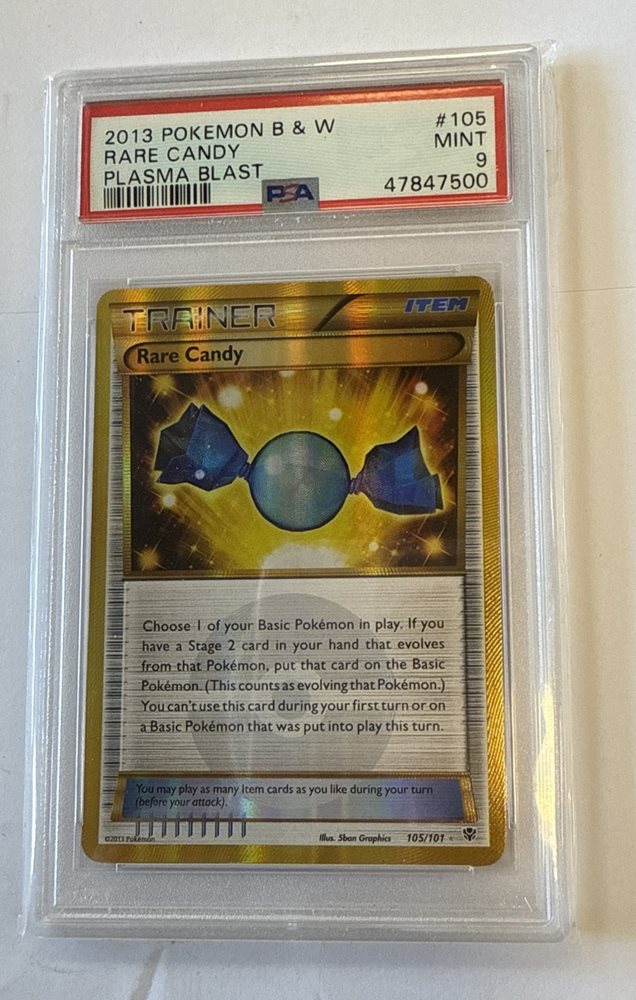 2013 POKEMON B & W #105
RARE CANDY MINT
PLASMA BLAST 9
PSA 47847500
TRAINER ITEM
Rare Candy
Choose 1 of your Basic Pokémon in play. If you
have a Stage 2 card in your hand that evolves
from that Pokémon, put that card on the Basic
Pokémon. (This counts as evolving that Pokémon.)
You can't use this card during your first turn or on
a Basic Pokémon that was put into play this turn.
You may play as many Item cards as you like during your turn
(before your attack).
©2013 Pokémon Illus. 5ban Graphics 105/101